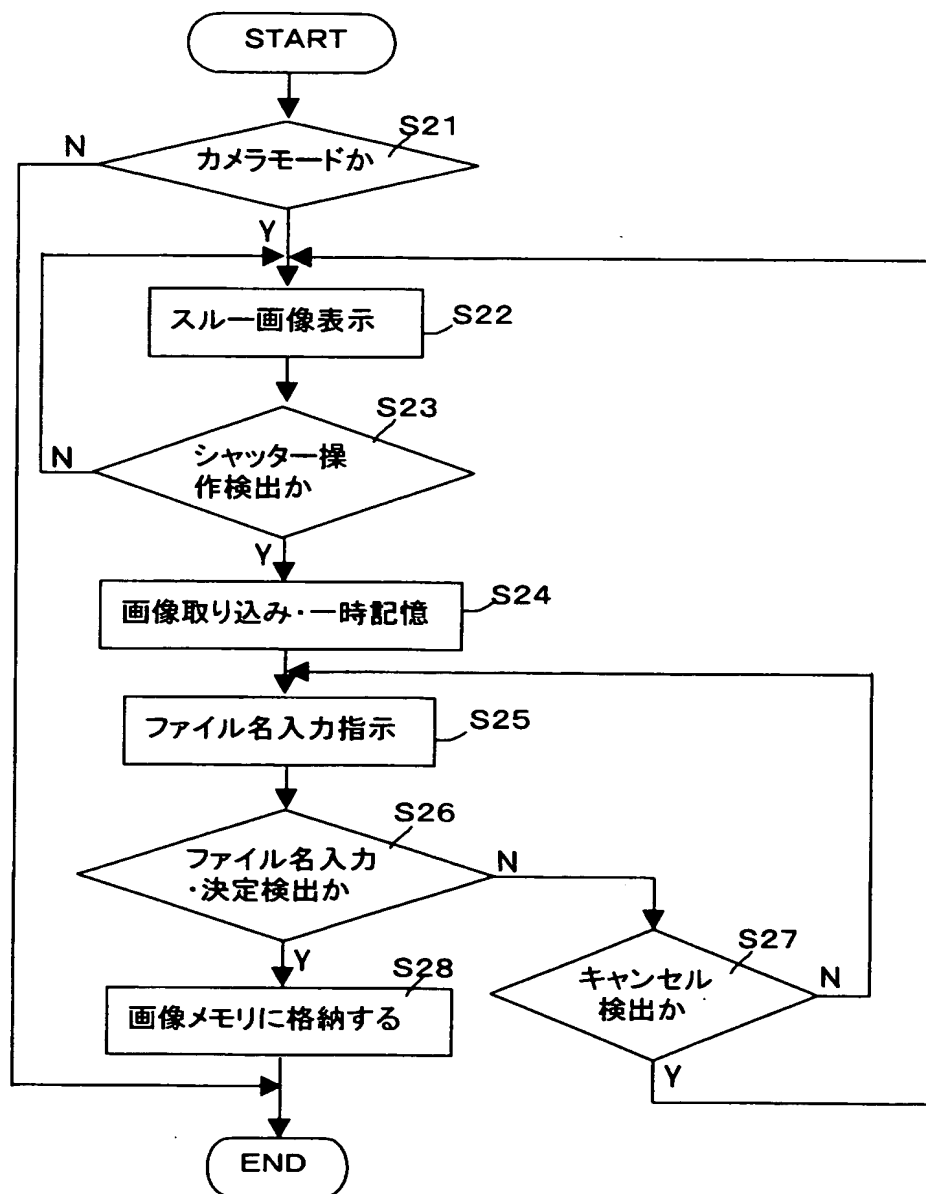 START
S21
N
カメラモードか
Y
スルー画像表示
S22
S23
シャッター操
作検出か
N
Y
S24
画像取り込み・一時記憶
ファイル名入力指示
S25
S26
ファイル名入力
・決定検出か
N
Y
S27
キャンセル
検出か
N
Y
S28
画像メモリに格納する
END